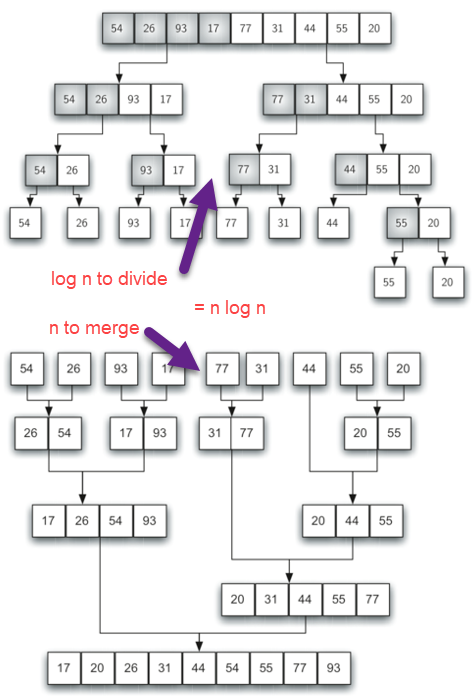 54 26 93 17 77 31 44 55 20
54 26 93 17 77 31 44 55 20
54 26 93 17 77 31 44 55 20
54 26 93 17 77 31 44 55 20
55 20
log n to divide
= n log n
n to merge
54 26 93 17 77 31 44 55 20
26 54 17 93 31 77 20 55
17 26 54 93 20 44 55
20 31 44 55 77
17 20 26 31 44 54 55 77 93